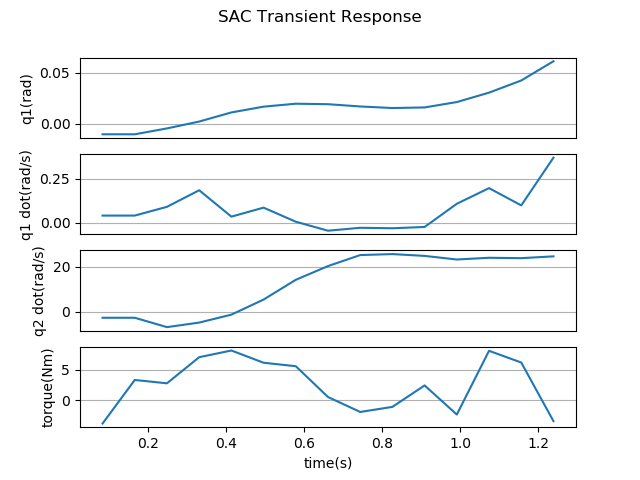 SAC Transient Response
0.05
0.00
q1(rad)
0.25
0.00
q1 dot(rad/s)
20
0
q2 dot(rad/s)
5
0
torque(Nm)
0.2 0.4 0.6 0.8 1.0 1.2
time(s)